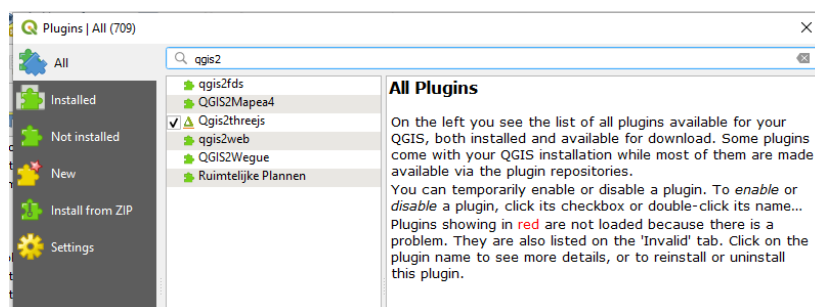 Plugins | All (709)
All
Installed
Not installed
New
Install from ZIP
Settings
qgis2
qgis2fds
QGIS2Mapea4
Qgis2threejs
qgis2web
QGIS2Wegue
Ruimtelijke Plannen
All Plugins
On the left you see the list of all plugins available for your
QGIS, both installed and available for download. Some plugins
come with your QGIS installation while most of them are made
available via the plugin repositories.
You can temporarily enable or disable a plugin. To enable or
disable a plugin, click its checkbox or double-click its name...
Plugins showing in red are not loaded because there is a
problem. They are also listed on the 'Invalid' tab. Click on the
plugin name to see more details, or to reinstall or uninstall
this plugin.